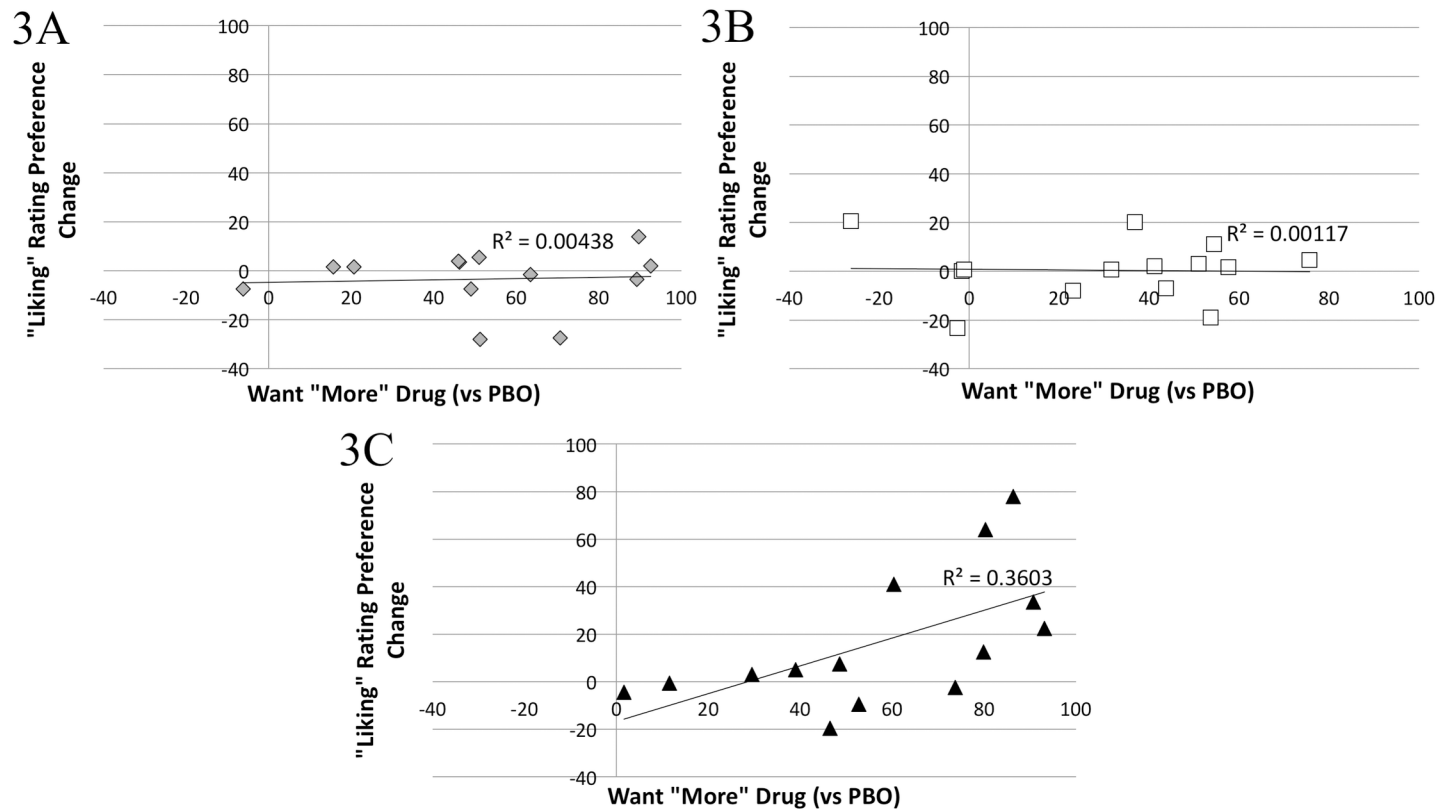 3A
"Liking" Rating Preference
Change
100
80
60
40
20
0
-20
-40
-40 -20 0 20 40 60 80 100
R² = 0.00438
Want "More" Drug (vs PBO)
3B
"Liking" Rating Preference
Change
100
80
60
40
20
0
-20
-40
-40 -20 0 20 40 60 80 100
R² = 0.00117
Want "More" Drug (vs PBO)
3C
"Liking" Rating Preference
Change
100
80
60
40
20
0
-20
-40
-40 -20 0 20 40 60 80 100
R² = 0.3603
Want "More" Drug (vs PBO)